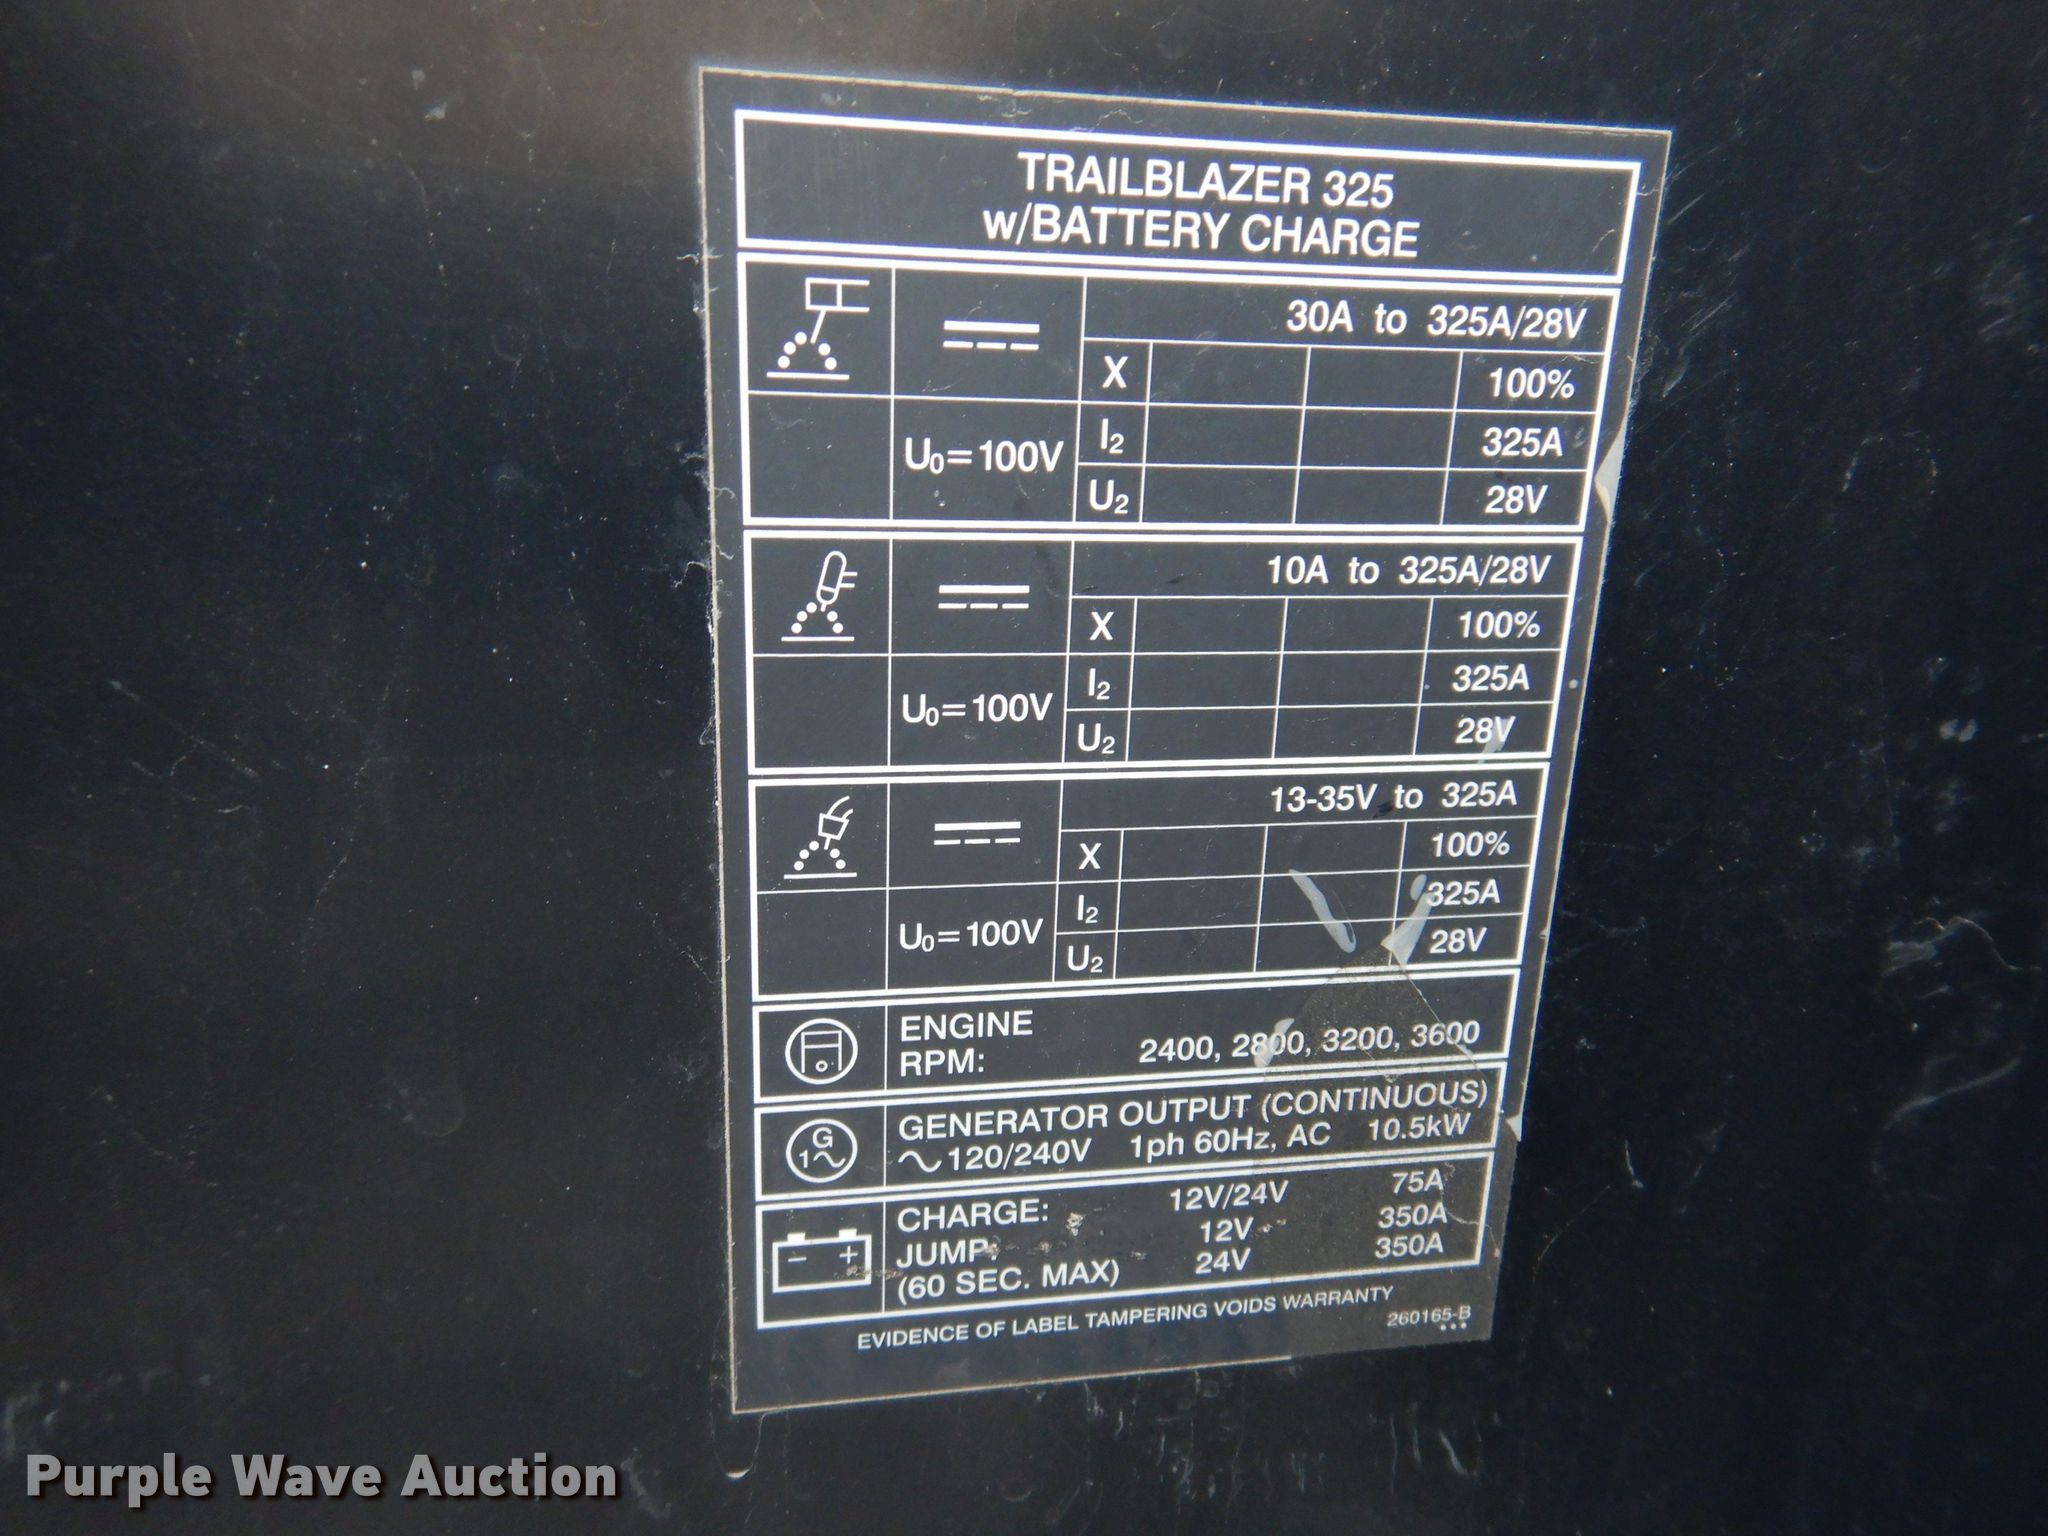 TRAILBLAZER 325
w/BATTERY CHARGE
30A to 325A/28V
X 100%
U₀=100V
I₂ 325A
U₂ 28V
10A to 325A/28V
X 100%
U₀=100V
I₂ 325A
U₂ 28V
13-35V to 325A
X 100%
U₀=100V
I₂ 325A
U₂ 28V
ENGINE
RPM: 2400, 2800, 3200, 3600
G
1~
GENERATOR OUTPUT (CONTINUOUS)
~120/240V 1ph 60Hz, AC 10.5kW
- +
CHARGE: 12V/24V 75A
JUMP: 12V 350A
(60 SEC. MAX) 24V 350A
EVIDENCE OF LABEL TAMPERING VOIDS WARRANTY
260165-B
Purple Wave Auction